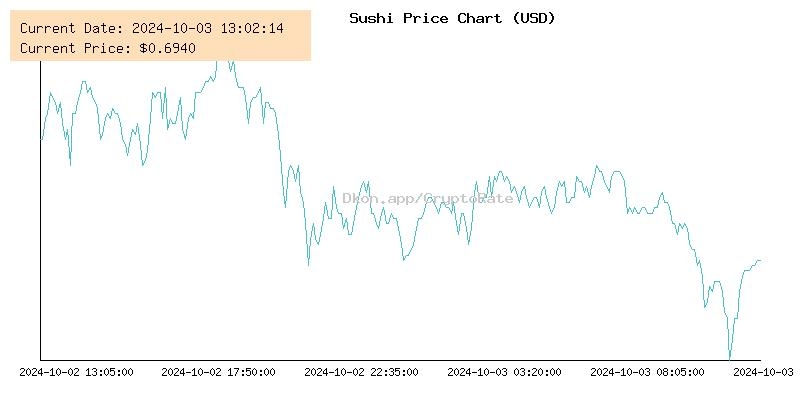 Sushi Price Chart (USD)
Current Date: 2024-10-03 13:02:14
Current Price: $0.6940
Dkon.app/CryptoRate
2024-10-02 13:05:00 2024-10-02 17:50:00 2024-10-02 22:35:00 2024-10-03 03:20:00 2024-10-03 08:05:00 2024-10-03